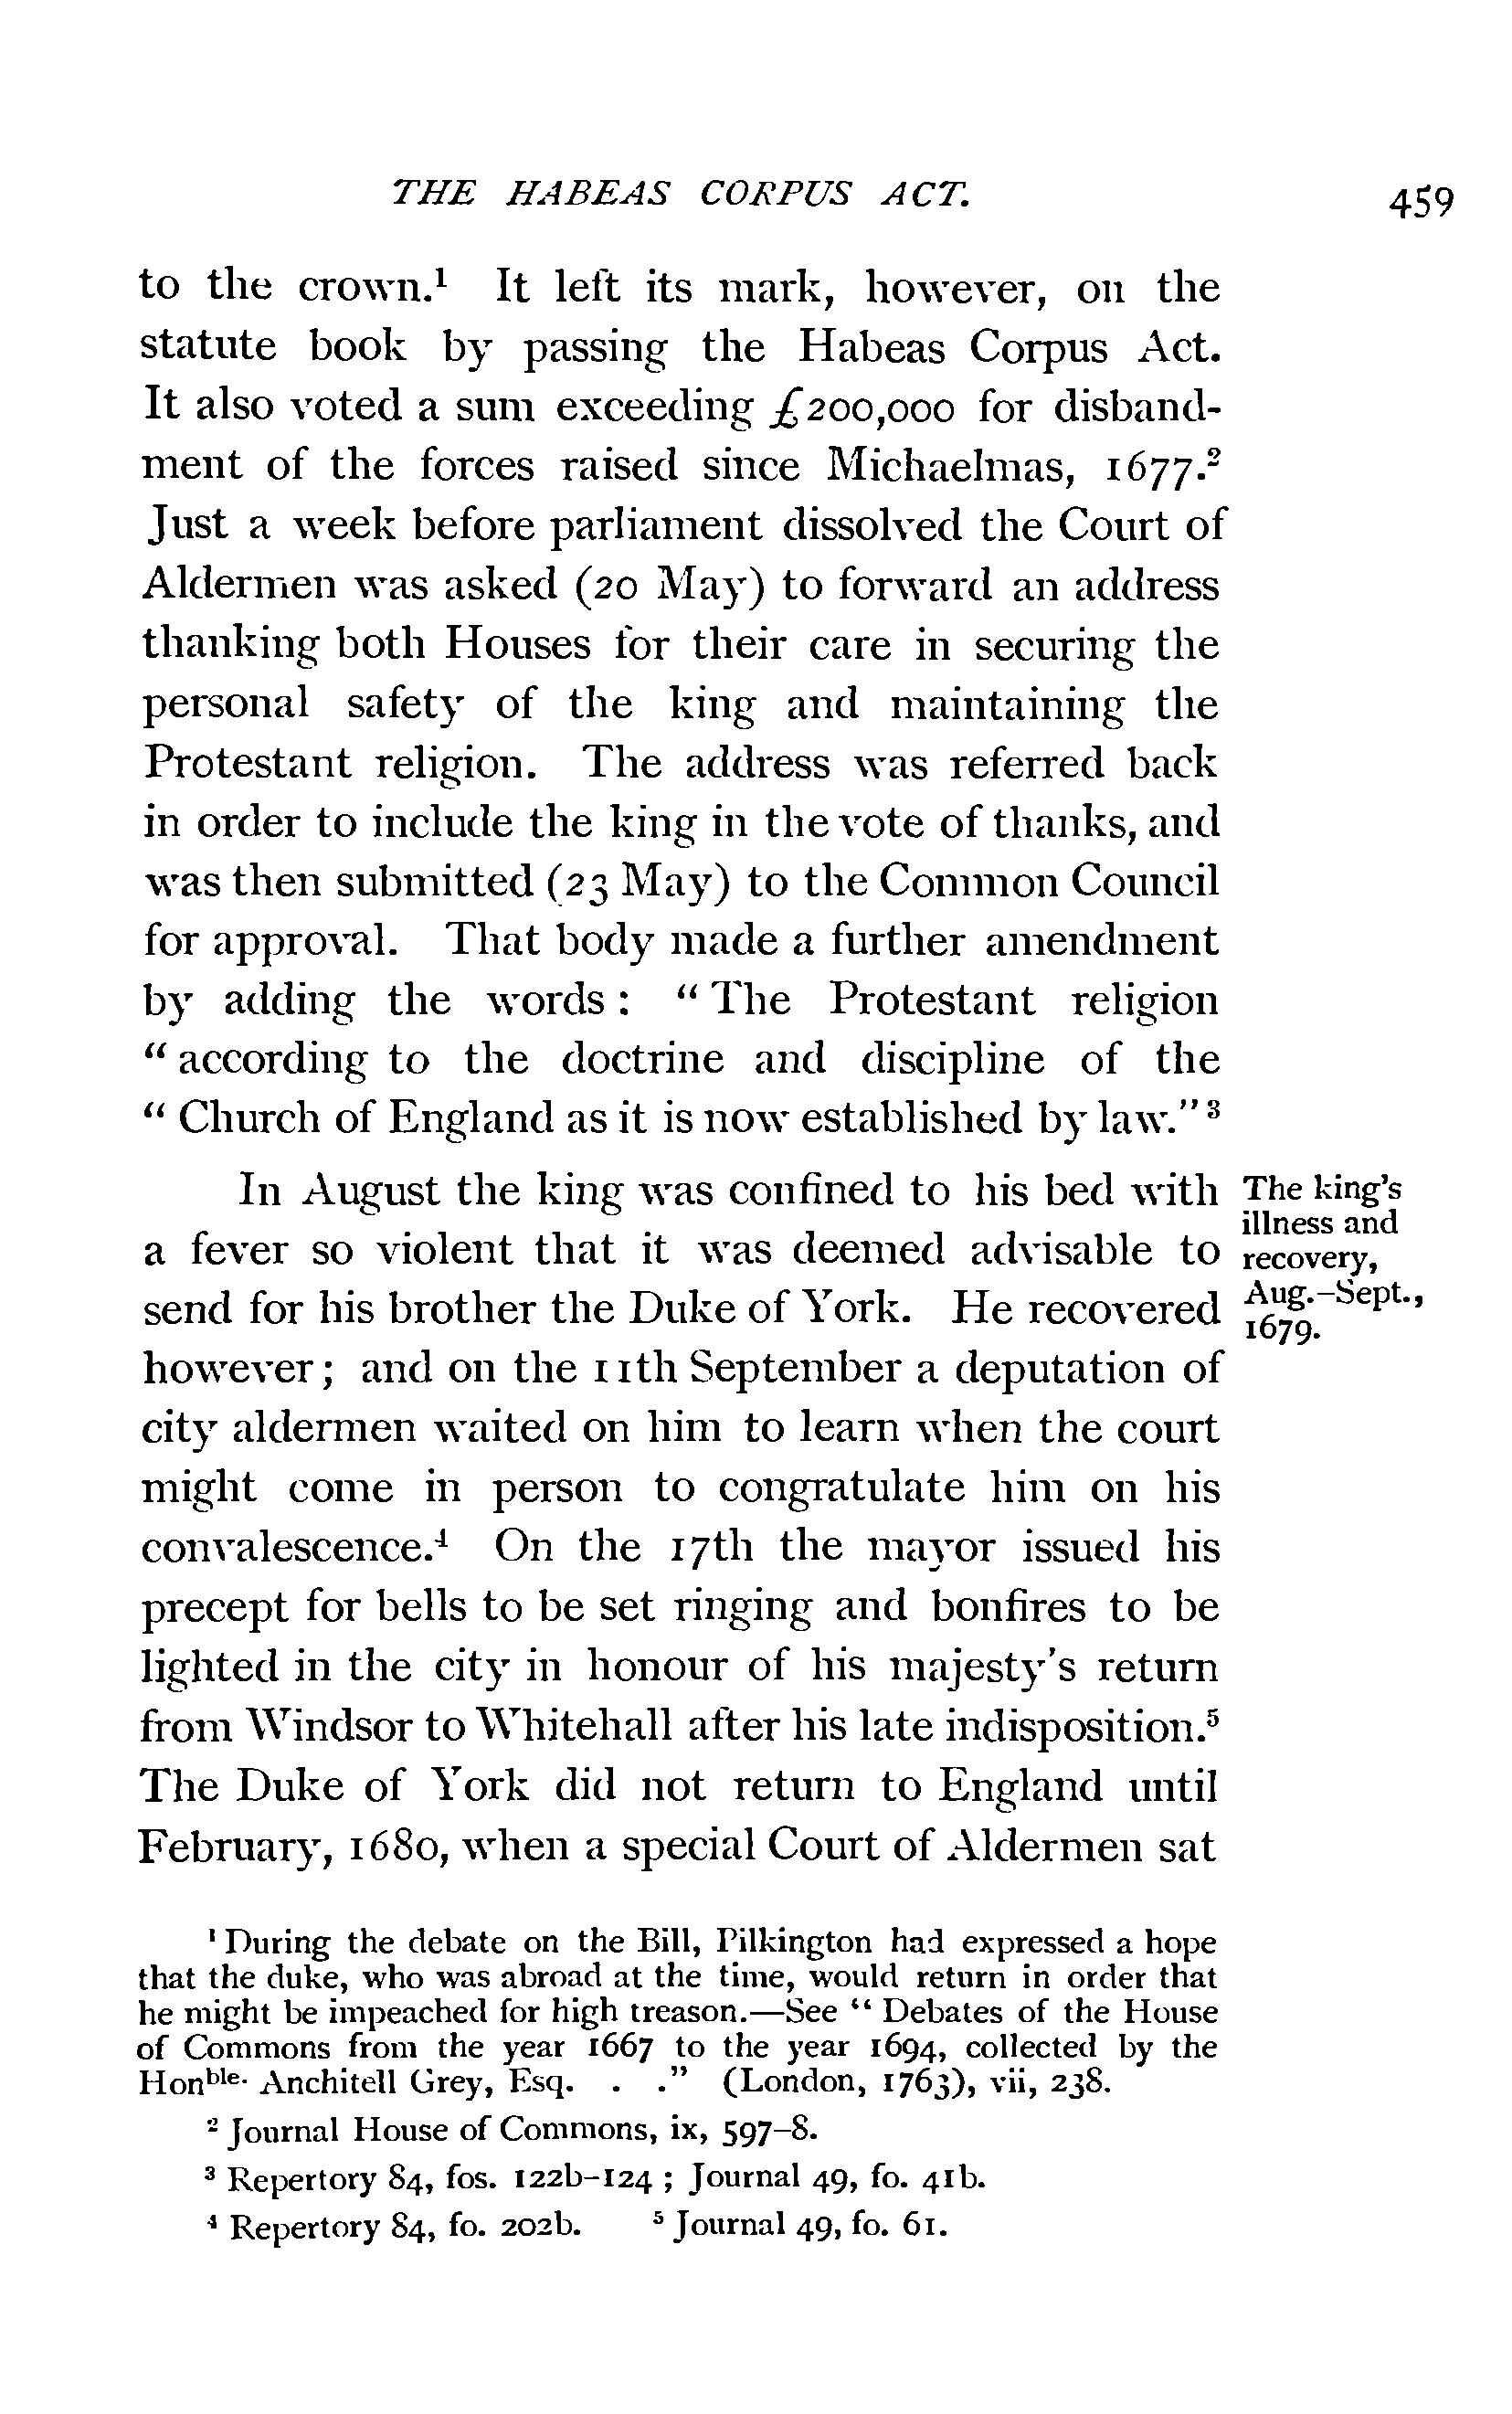 THE HABEAS CORPUS ACT. 459
to the crown.¹ It left its mark, however, on the
statute book by passing the Habeas Corpus Act.
It also voted a sum exceeding £200,000 for disband-
ment of the forces raised since Michaelmas, 1677.²
Just a week before parliament dissolved the Court of
Aldermen was asked (20 May) to forward an address
thanking both Houses for their care in securing the
personal safety of the king and maintaining the
Protestant religion. The address was referred back
in order to include the king in the vote of thanks, and
was then submitted (23 May) to the Common Council
for approval. That body made a further amendment
by adding the words: “The Protestant religion
“according to the doctrine and discipline of the
“Church of England as it is now established by law.”³
In August the king was confined to his bed with
a fever so violent that it was deemed advisable to
send for his brother the Duke of York. He recovered
however; and on the 11th September a deputation of
city aldermen waited on him to learn when the court
might come in person to congratulate him on his
convalescence.⁴ On the 17th the mayor issued his
precept for bells to be set ringing and bonfires to be
lighted in the city in honour of his majesty's return
from Windsor to Whitehall after his late indisposition.⁵
The Duke of York did not return to England until
February, 1680, when a special Court of Aldermen sat
The king's
illness and
recovery,
Aug.–Sept.,
1679.
¹ During the debate on the Bill, Pilkington had expressed a hope
that the duke, who was abroad at the time, would return in order that
he might be impeached for high treason.—See “Debates of the House
of Commons from the year 1667 to the year 1694, collected by the
Honble. Anchitell Grey, Esq. . .” (London, 1763), vii, 238.
² Journal House of Commons, ix, 597–8.
³ Repertory 84, fos. 122b–124; Journal 49, fo. 41b.
⁴ Repertory 84, fo. 202b. ⁵ Journal 49, fo. 61.